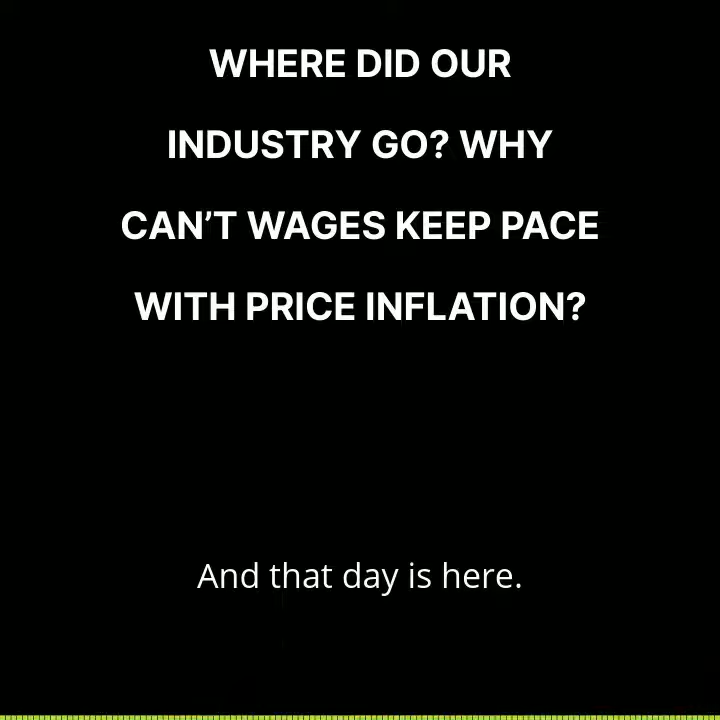 WHERE DID OUR
INDUSTRY GO? WHY
CAN’T WAGES KEEP PACE
WITH PRICE INFLATION?
And that day is here.